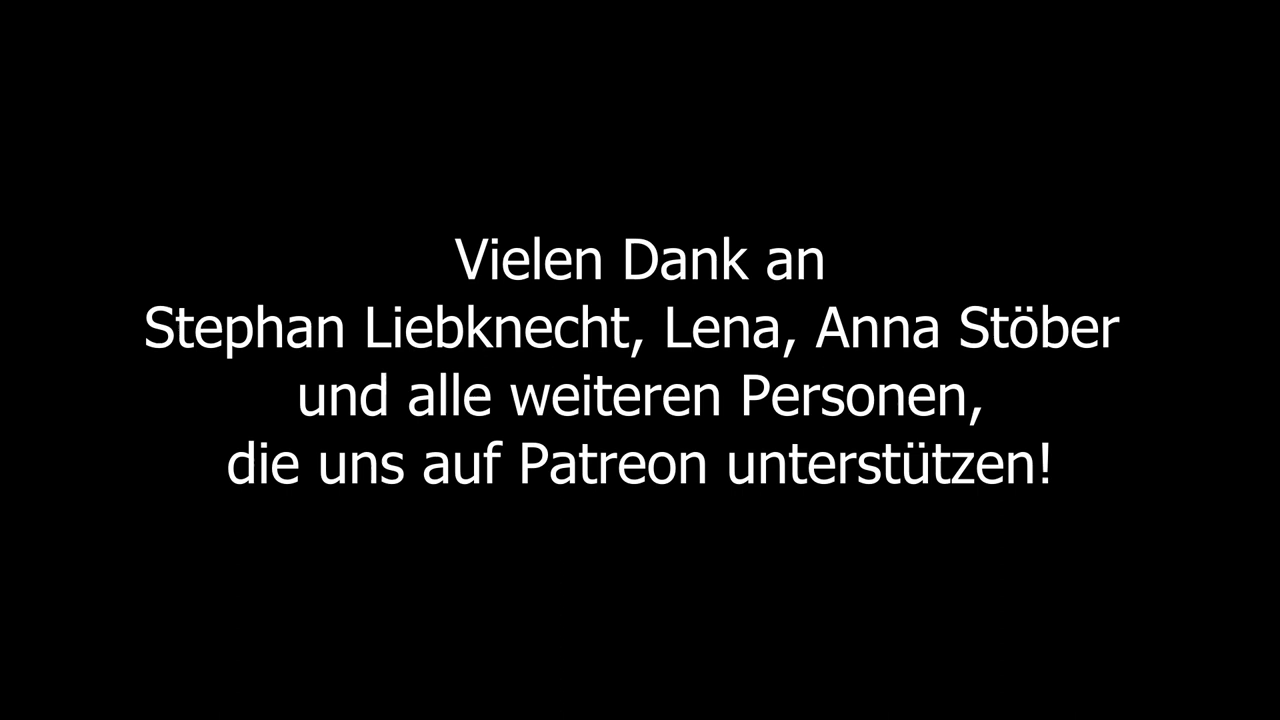 Vielen Dank an
Stephan Liebknecht, Lena, Anna Stöber
und alle weiteren Personen,
die uns auf Patreon unterstützen!